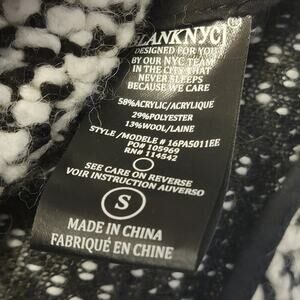 BLANKNYC
DESIGNED FOR YOU
BY OUR NYC TEAM
IN THE CITY THAT
NEVER SLEEPS
BECAUSE WE CARE
58%ACRYLIC/ACRYLIQUE
29%POLYESTER
13%WOOL/LAINE
STYLE/MODELE # 16PA5011EE
PO# 105969
RN# 114542
SEE CARE ON REVERSE
VOIR INSTRUCTION AUVERSO
S
MADE IN CHINA
FABRIQUÉ EN CHINE